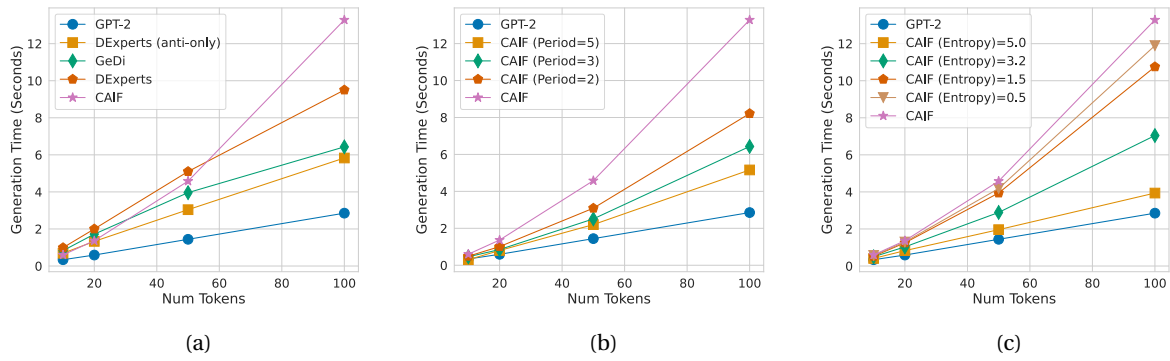 GPT-2
DExperts (anti-only)
GeDi
DExperts
CAIF
Generation Time (Seconds)
12
10
8
6
4
2
0
20
40
60
80
100
Num Tokens
(a)
GPT-2
CAIF (Period=5)
CAIF (Period=3)
CAIF (Period=2)
CAIF
Generation Time (Seconds)
12
10
8
6
4
2
0
20
40
60
80
100
Num Tokens
(b)
GPT-2
CAIF (Entropy)=5.0
CAIF (Entropy)=3.2
CAIF (Entropy)=1.5
CAIF (Entropy)=0.5
CAIF
Generation Time (Seconds)
12
10
8
6
4
2
0
20
40
60
80
100
Num Tokens
(c)